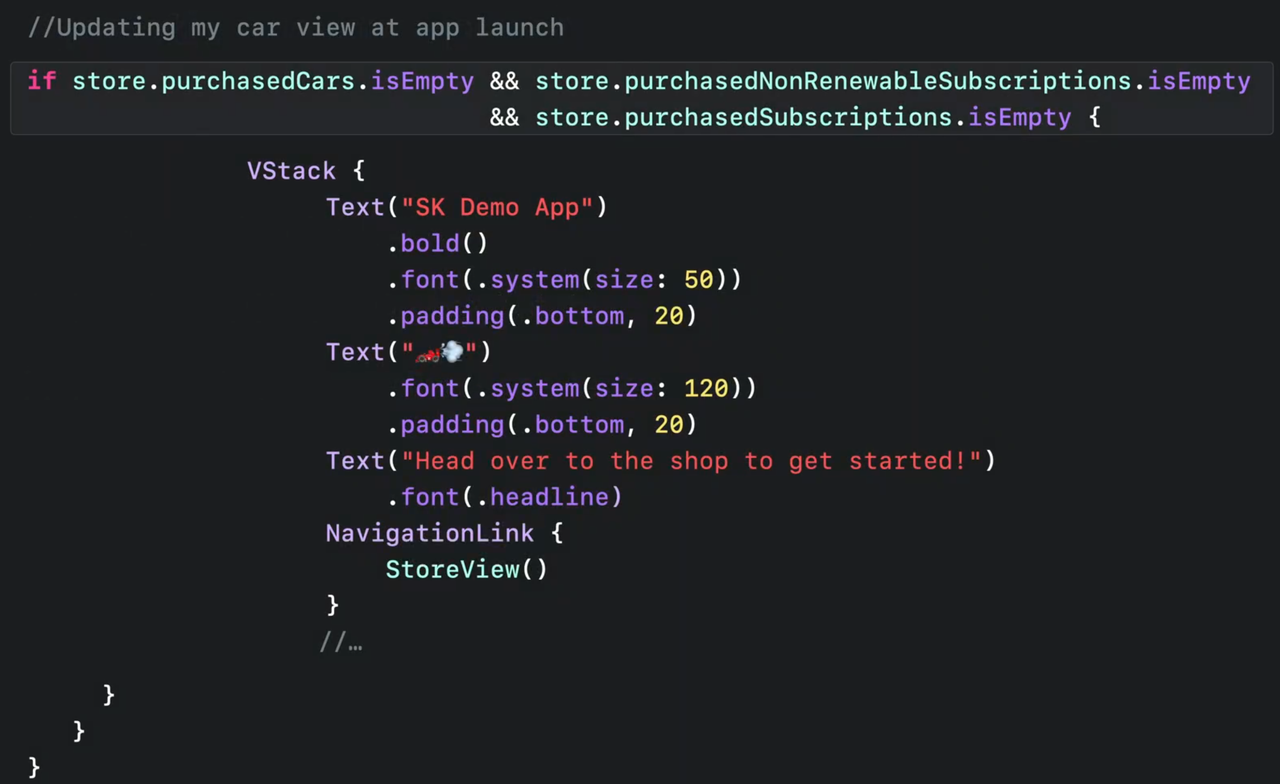 //Updating my car view at app launch
if store.purchasedCars.isEmpty && store.purchasedNonRenewableSubscriptions.isEmpty
&& store.purchasedSubscriptions.isEmpty {
VStack {
Text("SK Demo App")
.bold()
.font(.system(size: 50))
.padding(.bottom, 20)
Text("🏎💨")
.font(.system(size: 120))
.padding(.bottom, 20)
Text("Head over to the shop to get started!")
.font(.headline)
NavigationLink {
StoreView()
}
//…
}
}
}